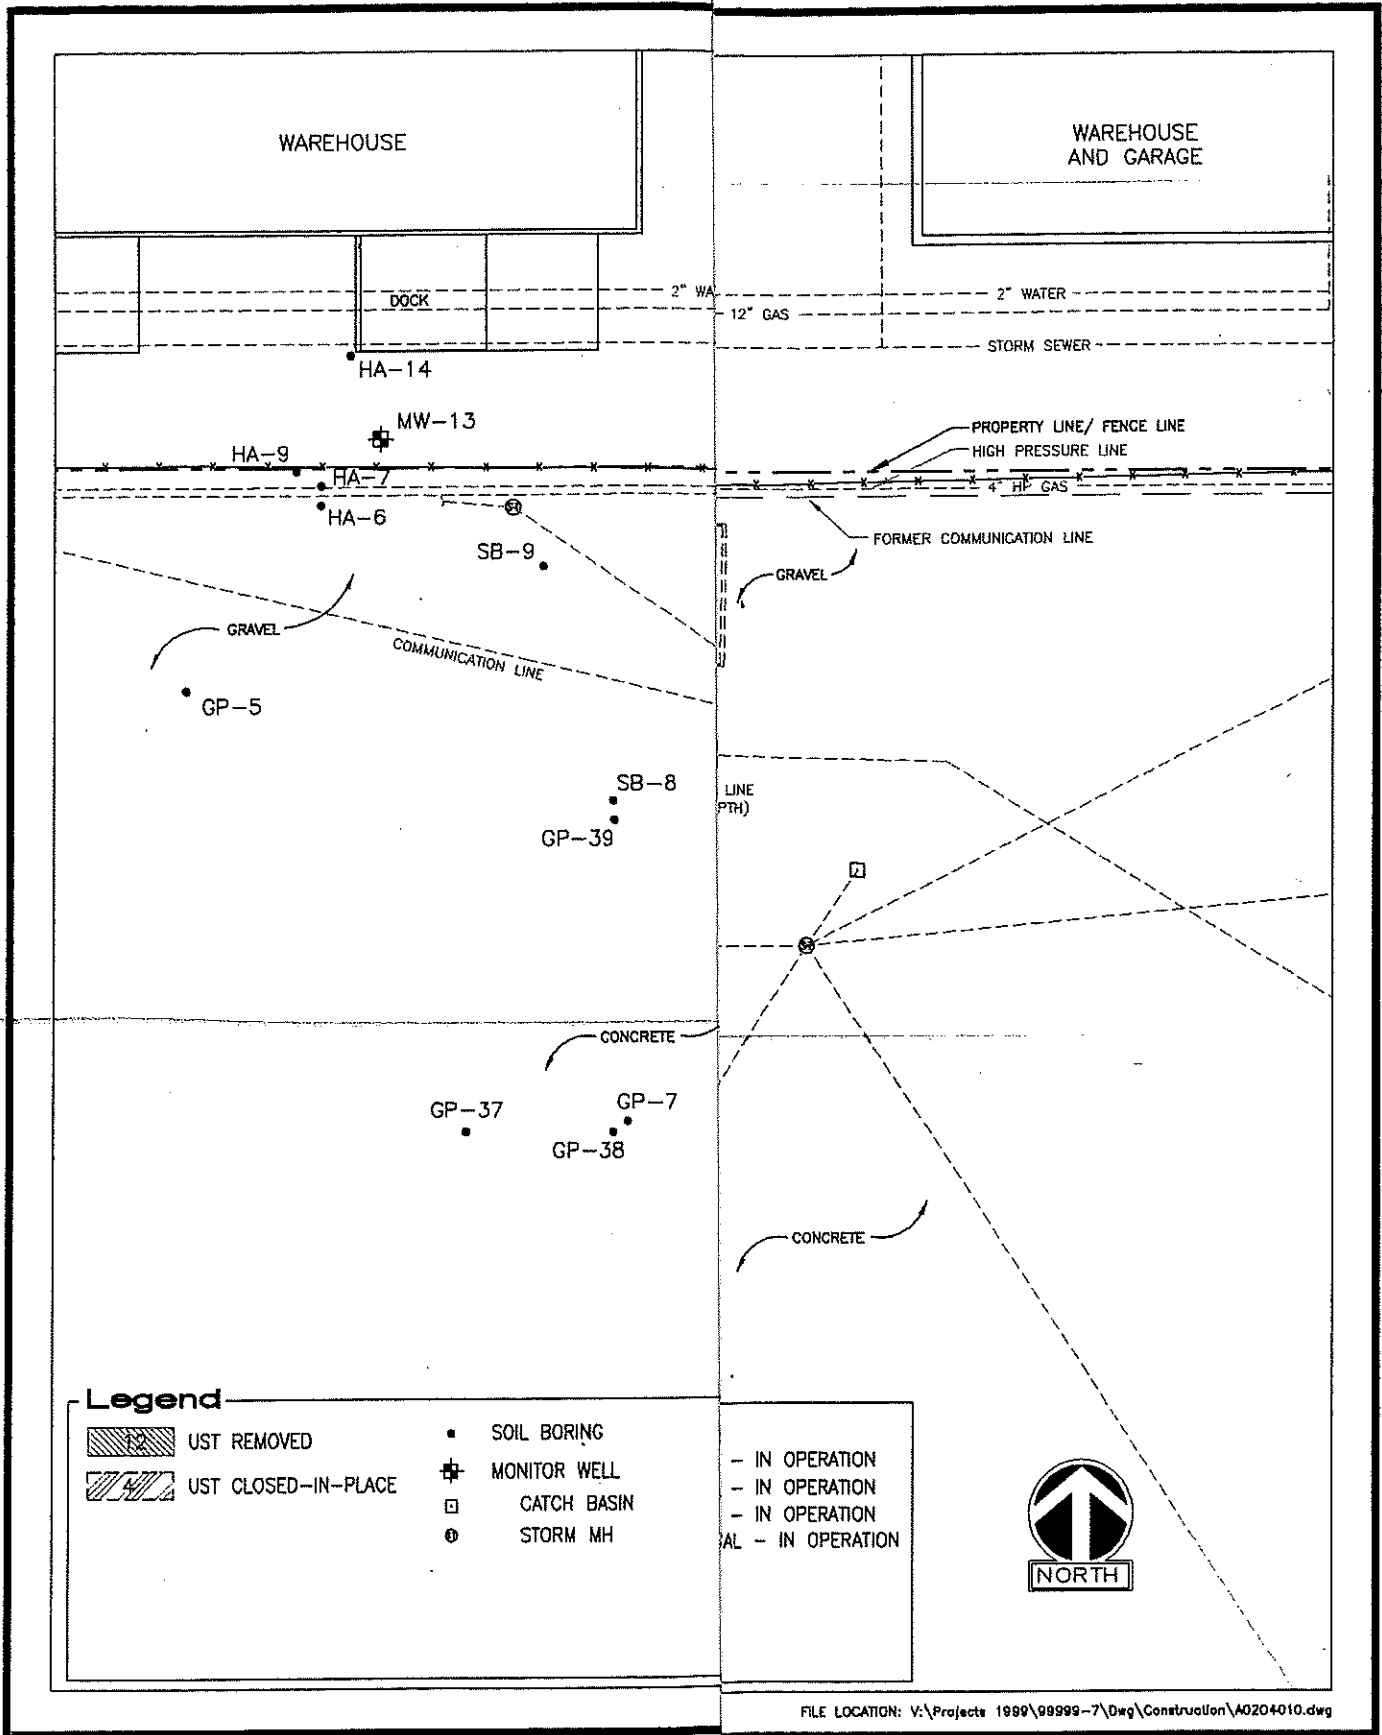 WAREHOUSE
WAREHOUSE
AND GARAGE
DOCK
2" WA
2" WATER
12" GAS
STORM SEWER
HA-14
MW-13
PROPERTY LINE/ FENCE LINE
HIGH PRESSURE LINE
HA-9
HA-7
4" HP GAS
HA-6
FORMER COMMUNICATION LINE
SB-9
GRAVEL
GRAVEL
COMMUNICATION LINE
GP-5
SB-8
LINE
PTH)
GP-39
CONCRETE
GP-37
GP-7
GP-38
CONCRETE
Legend
12 UST REMOVED
4 UST CLOSED-IN-PLACE
SOIL BORING
MONITOR WELL
CATCH BASIN
STORM MH
- IN OPERATION
- IN OPERATION
- IN OPERATION
AL - IN OPERATION
NORTH
FILE LOCATION: V:\Projects 1999\99999-7\Dwg\Construction\A0204010.dwg